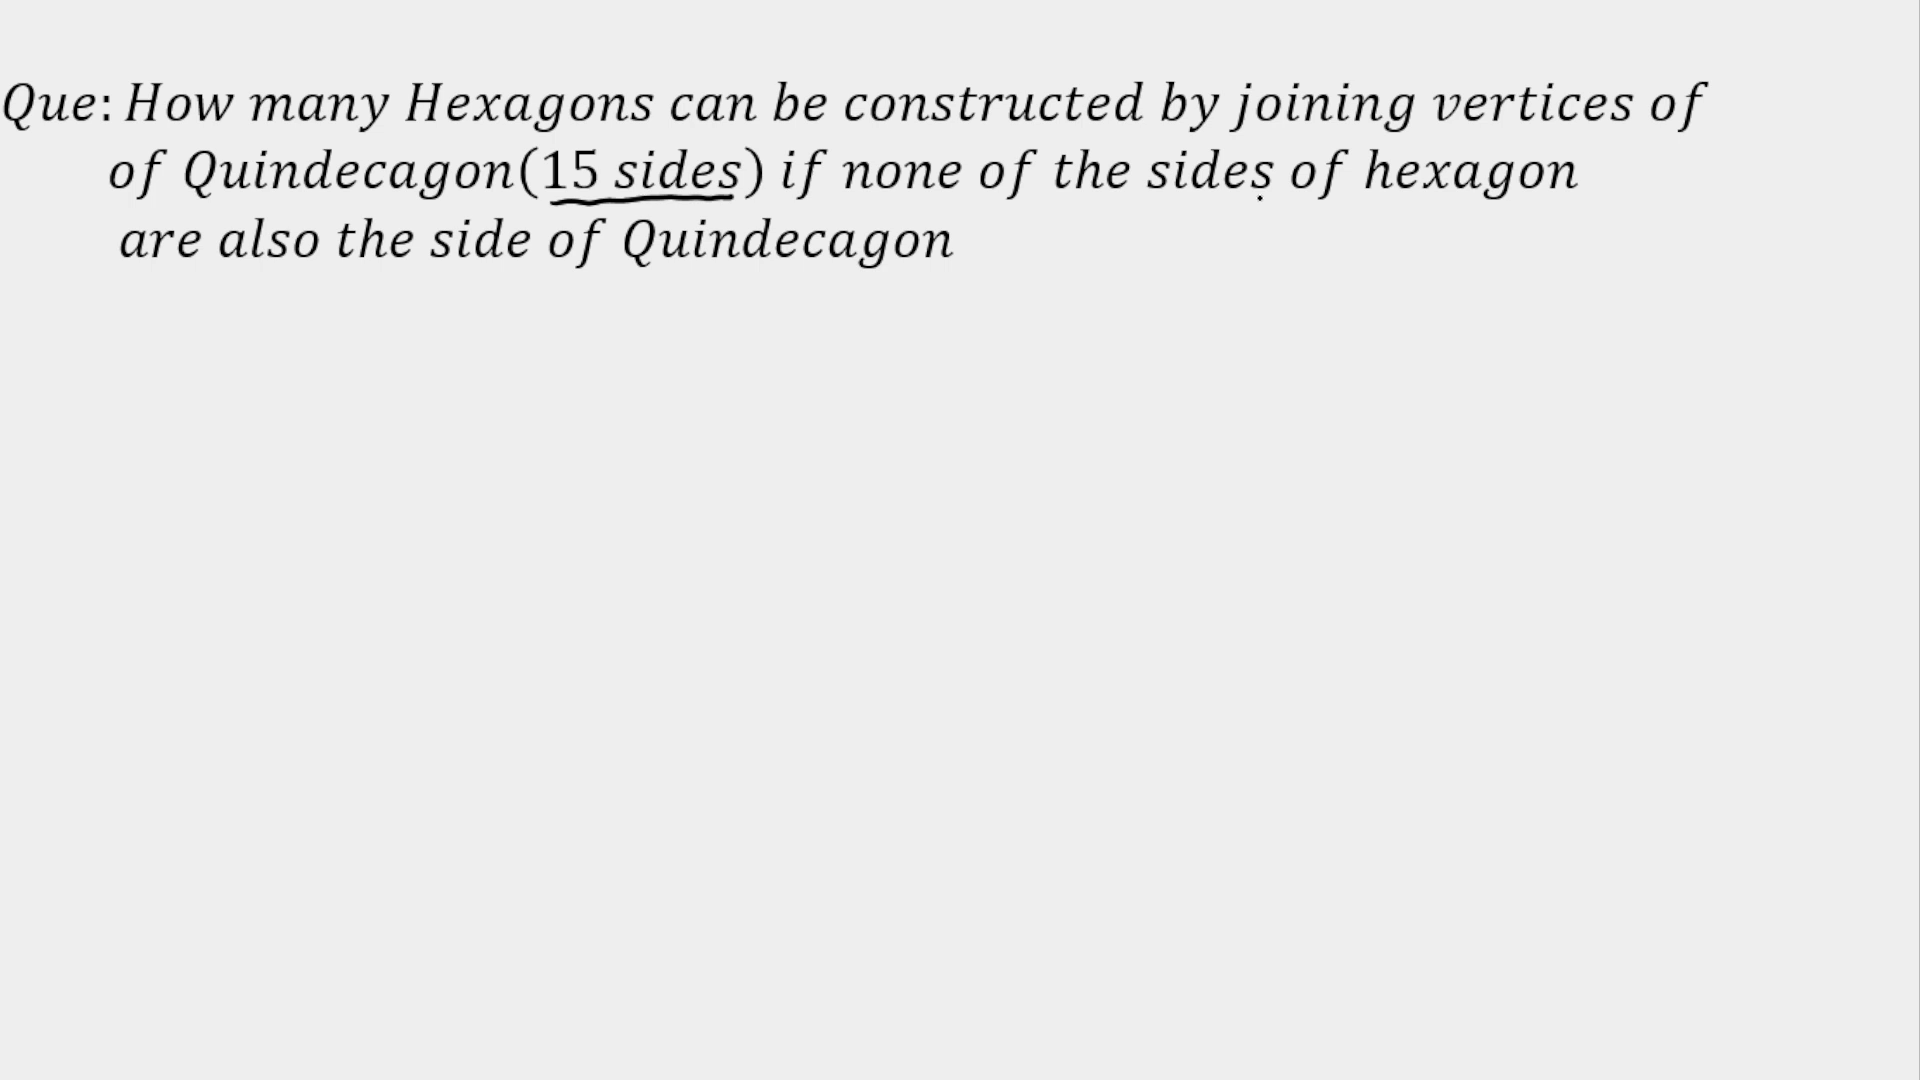 Que: How many Hexagons can be constructed by joining vertices of
of Quindecagon(15 sides) if none of the sides of hexagon
are also the side of Quindecagon